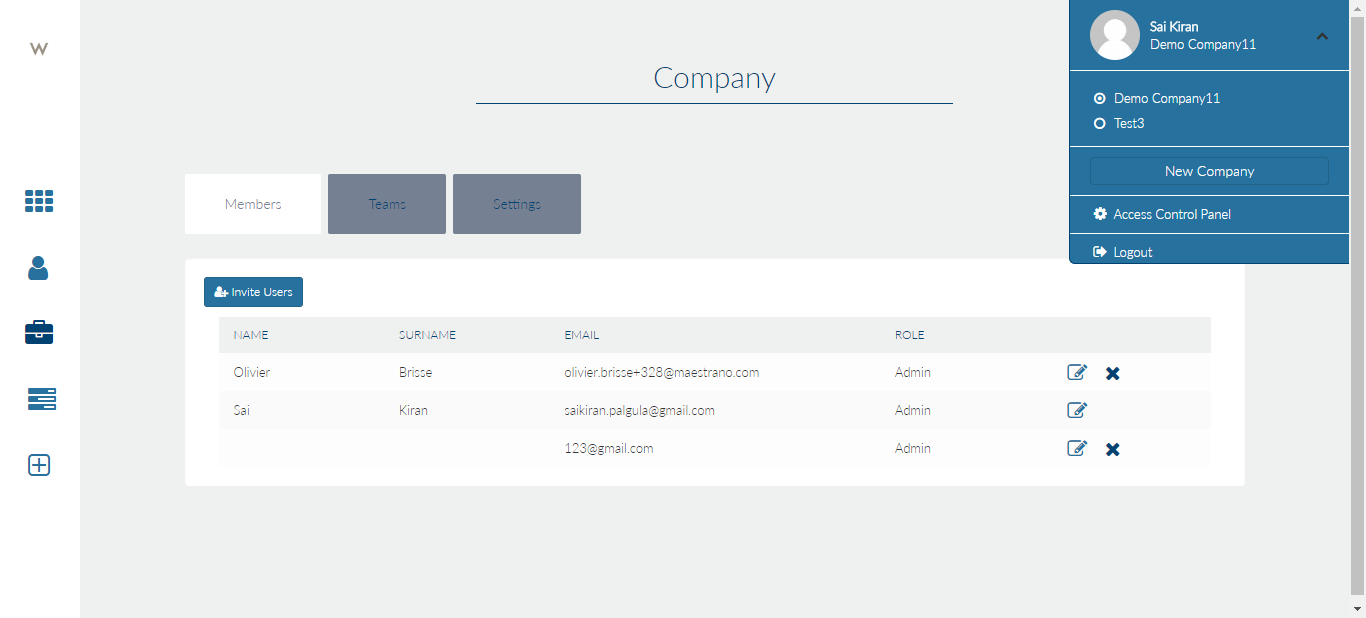 W
Sai Kiran
Demo Company11
Company
Demo Company11
Test3
New Company
Access Control Panel
Logout
Members Teams Settings
Invite Users
NAME SURNAME EMAIL ROLE
Olivier Brisse olivier.brisse+328@maestrano.com Admin
Sai Kiran saikiran.palgula@gmail.com Admin
123@gmail.com Admin